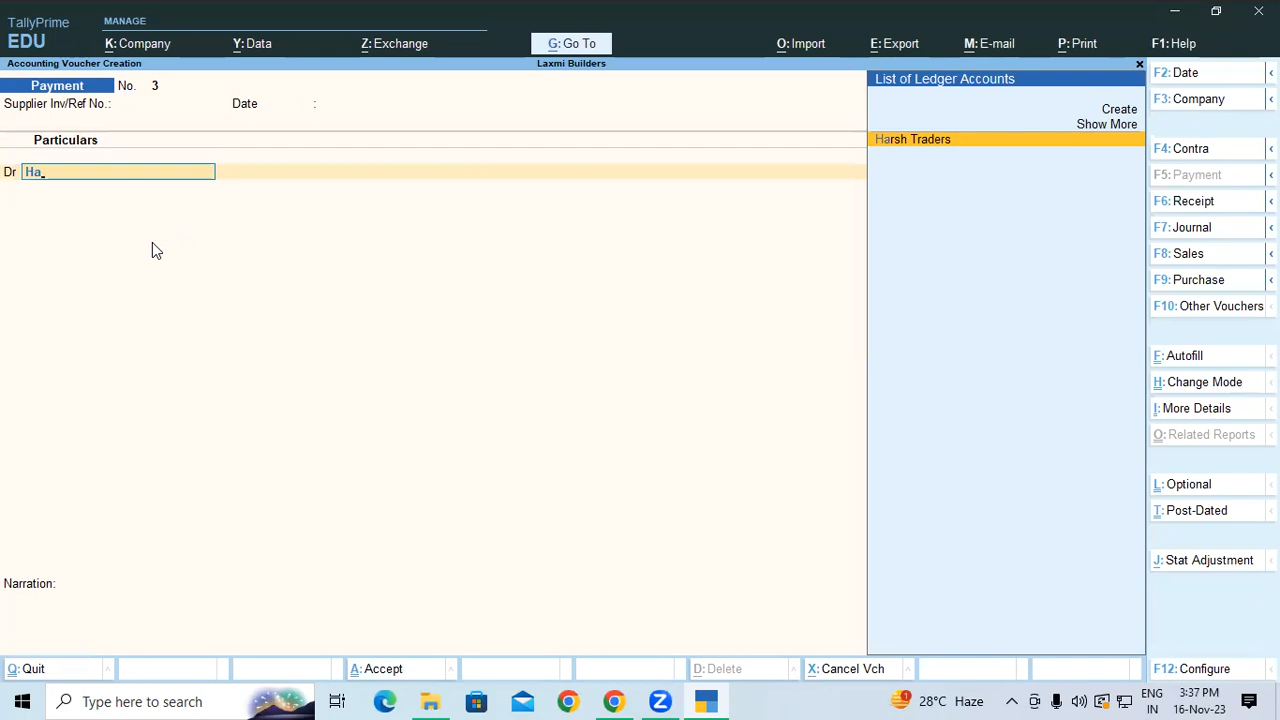 TallyPrime
EDU
MANAGE
K: Company
Y: Data
Z: Exchange
G: Go To
O: Import
E: Export
M: E-mail
P: Print
F1: Help
Accounting Voucher Creation
Laxmi Builders
Payment No. 3
Supplier Inv/Ref No.:
Date :
Particulars
Dr Ha
Narration:
List of Ledger Accounts
Create
Show More
Harsh Traders
F2: Date
F3: Company
F4: Contra
F5: Payment
F6: Receipt
F7: Journal
F8: Sales
F9: Purchase
F10: Other Vouchers
F: Autofill
H: Change Mode
I: More Details
O: Related Reports
L: Optional
T: Post-Dated
J: Stat Adjustment
Q: Quit
A: Accept
D: Delete
X: Cancel Vch
F12: Configure
Type here to search
28°C Haze
ENG
IN
3:37 PM
16-Nov-23